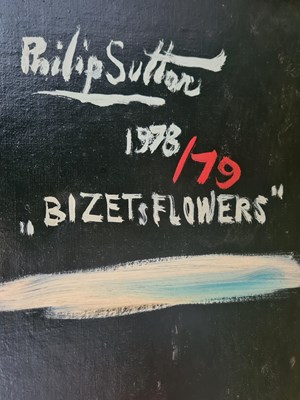 Philip Sutton
1978
/79
„BIZETs FLOWERS"